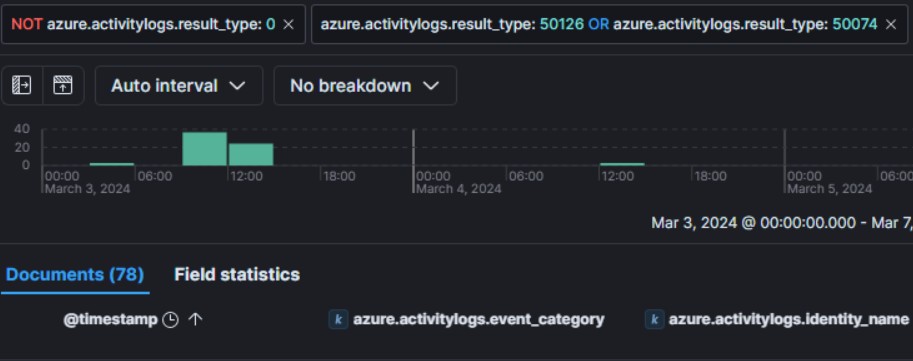 NOT azure.activitylogs.result_type: 0 × azure.activitylogs.result_type: 50126 OR azure.activitylogs.result_type: 50074 ×
Auto interval No breakdown
40
20
0
00:00 06:00 12:00 18:00 00:00 06:00 12:00 18:00 00:00 06:00
March 3, 2024 March 4, 2024 March 5, 2024
Mar 3, 2024 @ 00:00:00.000 - Mar 7,
Documents (78) Field statistics
@timestamp ↑ k azure.activitylogs.event_category k azure.activitylogs.identity_name